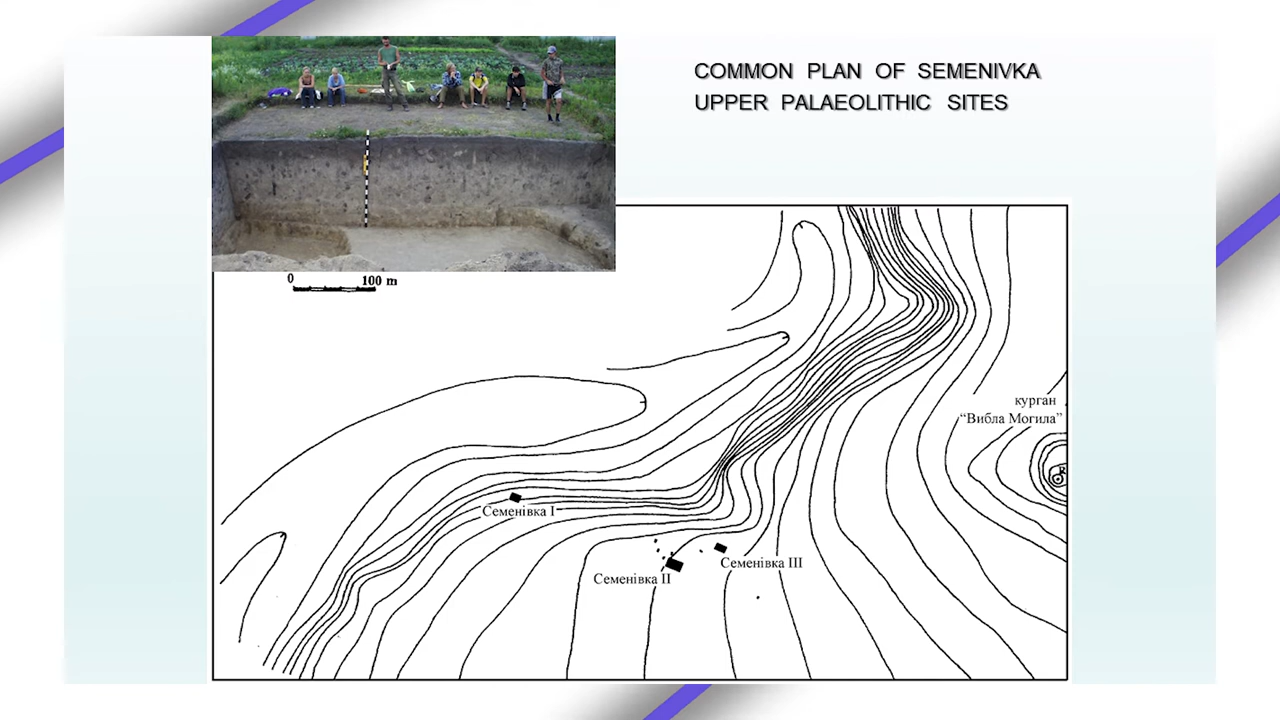 COMMON PLAN OF SEMENIVKA
UPPER PALAEOLITHIC SITES
0 100 m
курган
“Вибла Могила”
Семенівка I
Семенівка II
Семенівка III